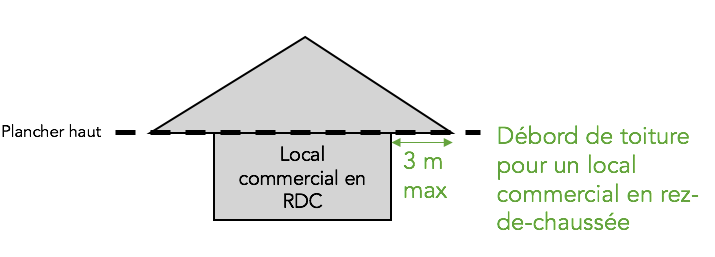 Plancher haut
Local
commercial en
RDC
3 m
max
Débord de toiture
pour un local
commercial en rez-
de-chaussée